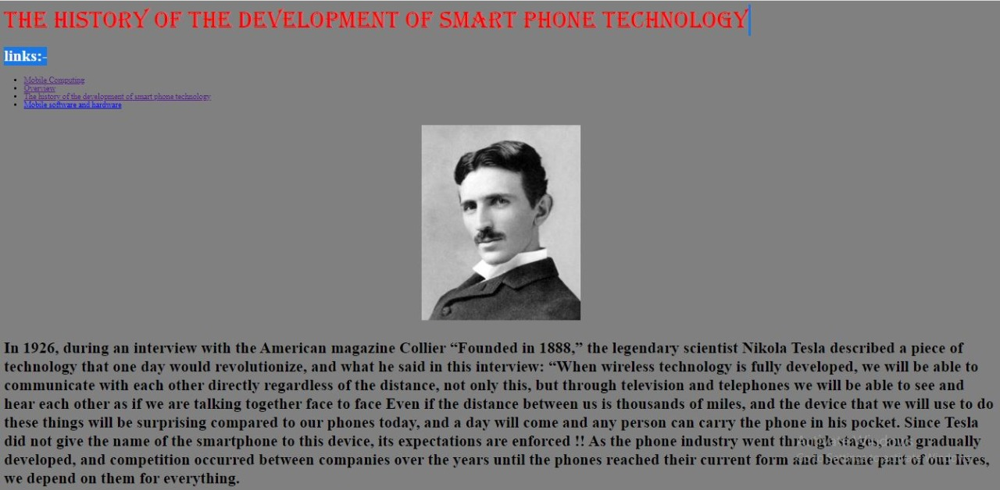 THE HISTORY OF THE DEVELOPMENT OF SMART PHONE TECHNOLOGY
links:-
Mobile Computing
Overview
The history of the development of smart phone technology
Mobile software and hardware
In 1926, during an interview with the American magazine Collier “Founded in 1888,” the legendary scientist Nikola Tesla described a piece of
technology that one day would revolutionize, and what he said in this interview: “When wireless technology is fully developed, we will be able to
communicate with each other directly regardless of the distance, not only this, but through television and telephones we will be able to see and
hear each other as if we are talking together face to face Even if the distance between us is thousands of miles, and the device that we will use to do
these things will be surprising compared to our phones today, and a day will come and any person can carry the phone in his pocket. Since Tesla
did not give the name of the smartphone to this device, its expectations are enforced !! As the phone industry went through stages, and gradually
developed, and competition occurred between companies over the years until the phones reached their current form and became part of our lives,
we depend on them for everything.